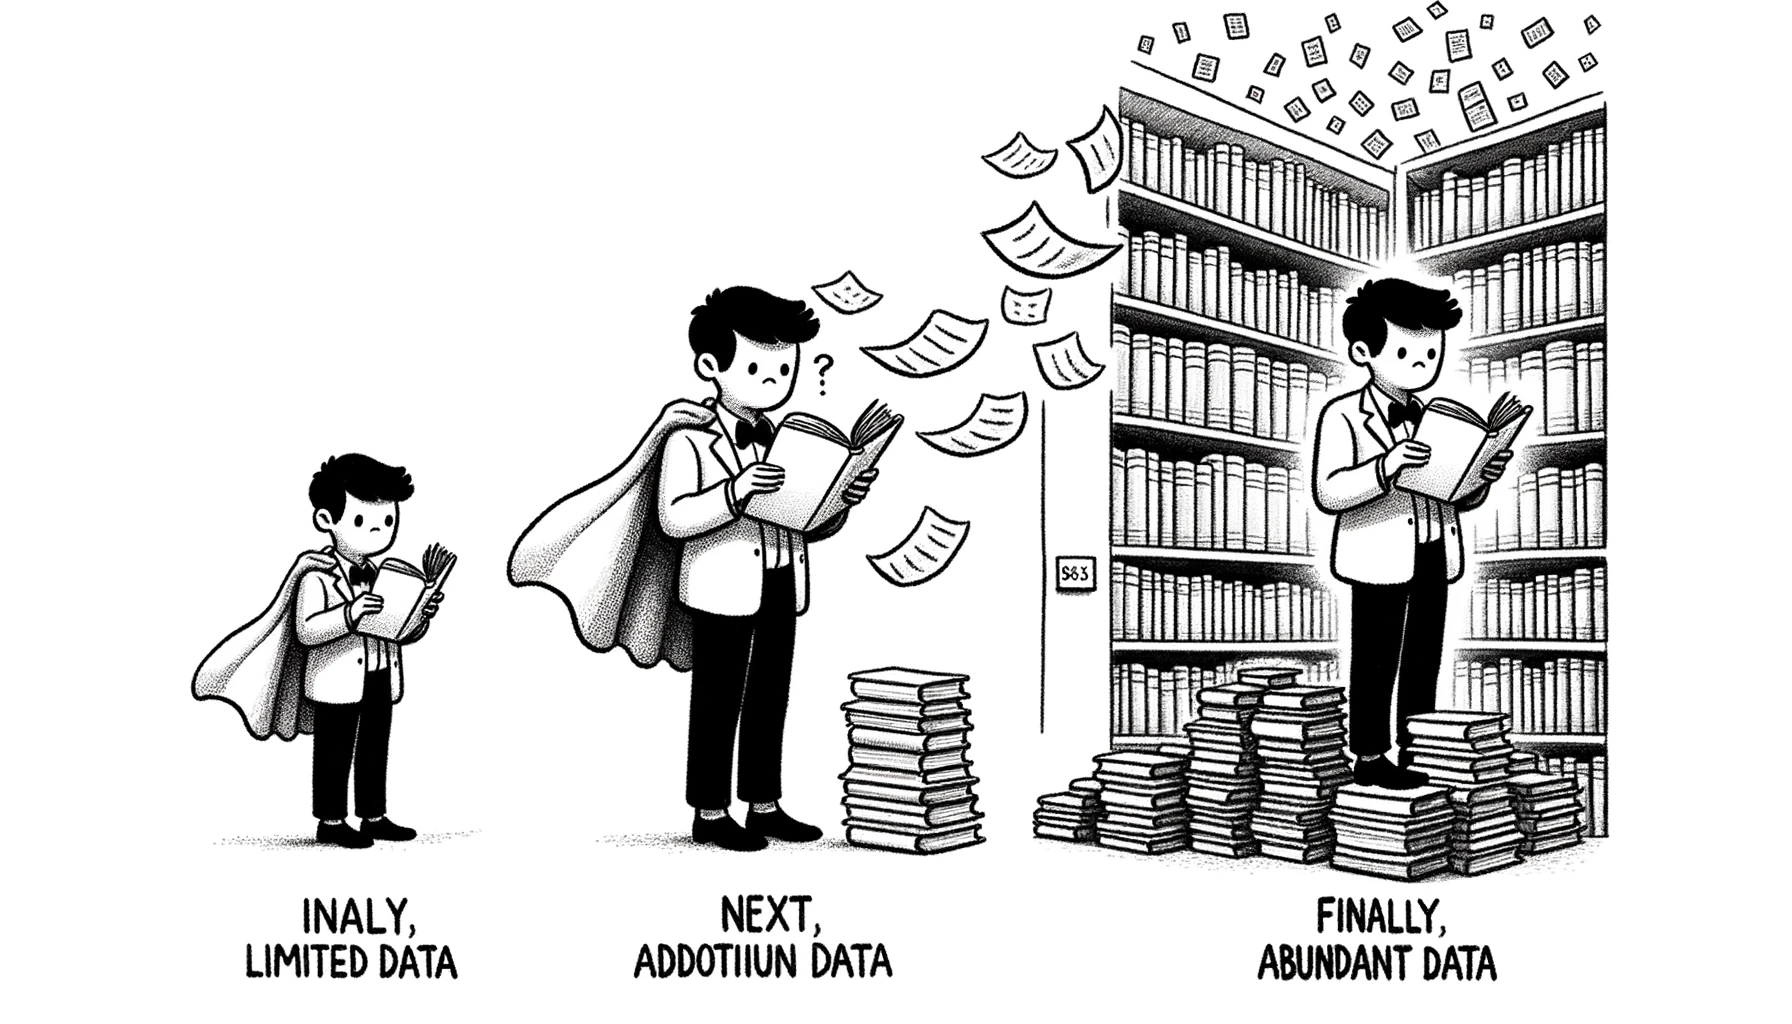 ?
S63
INALY,
LIMITED DATA
NEXT,
ADDOTIIUN DATA
FINALLY,
ABUNDANT DATA